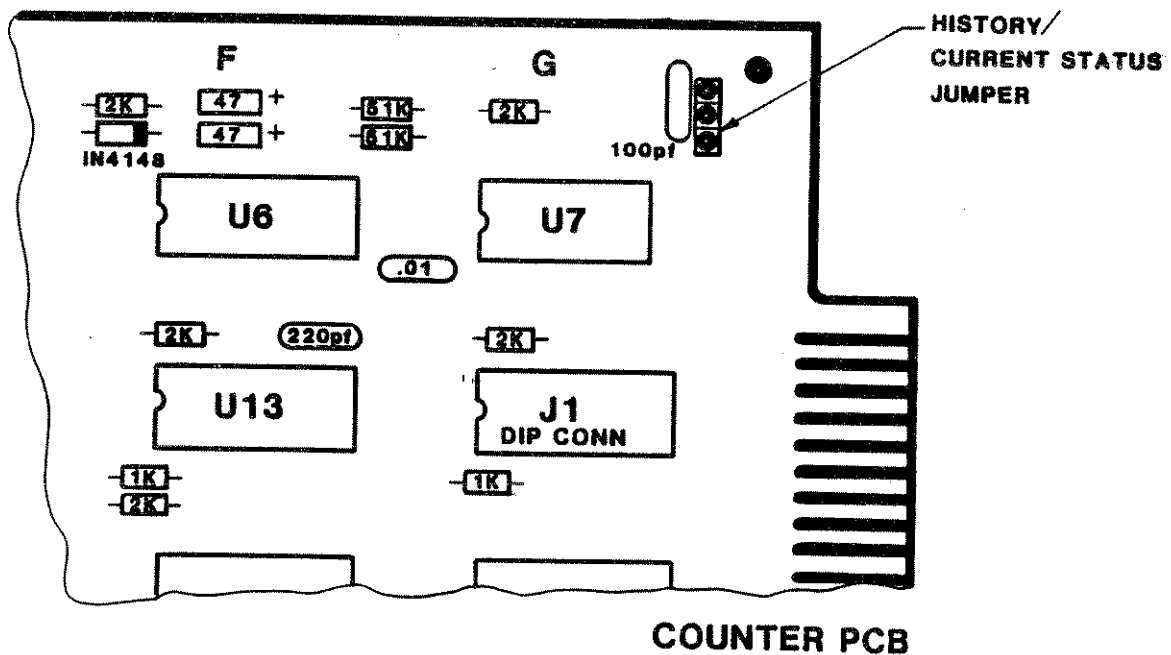 HISTORY/
CURRENT STATUS
JUMPER
F
G
2K
47 +
51K
2K
47 +
51K
IN4148
100pf
U6
U7
.01
2K
220pf
2K
U13
J1
DIP CONN
1K
1K
2K
COUNTER PCB